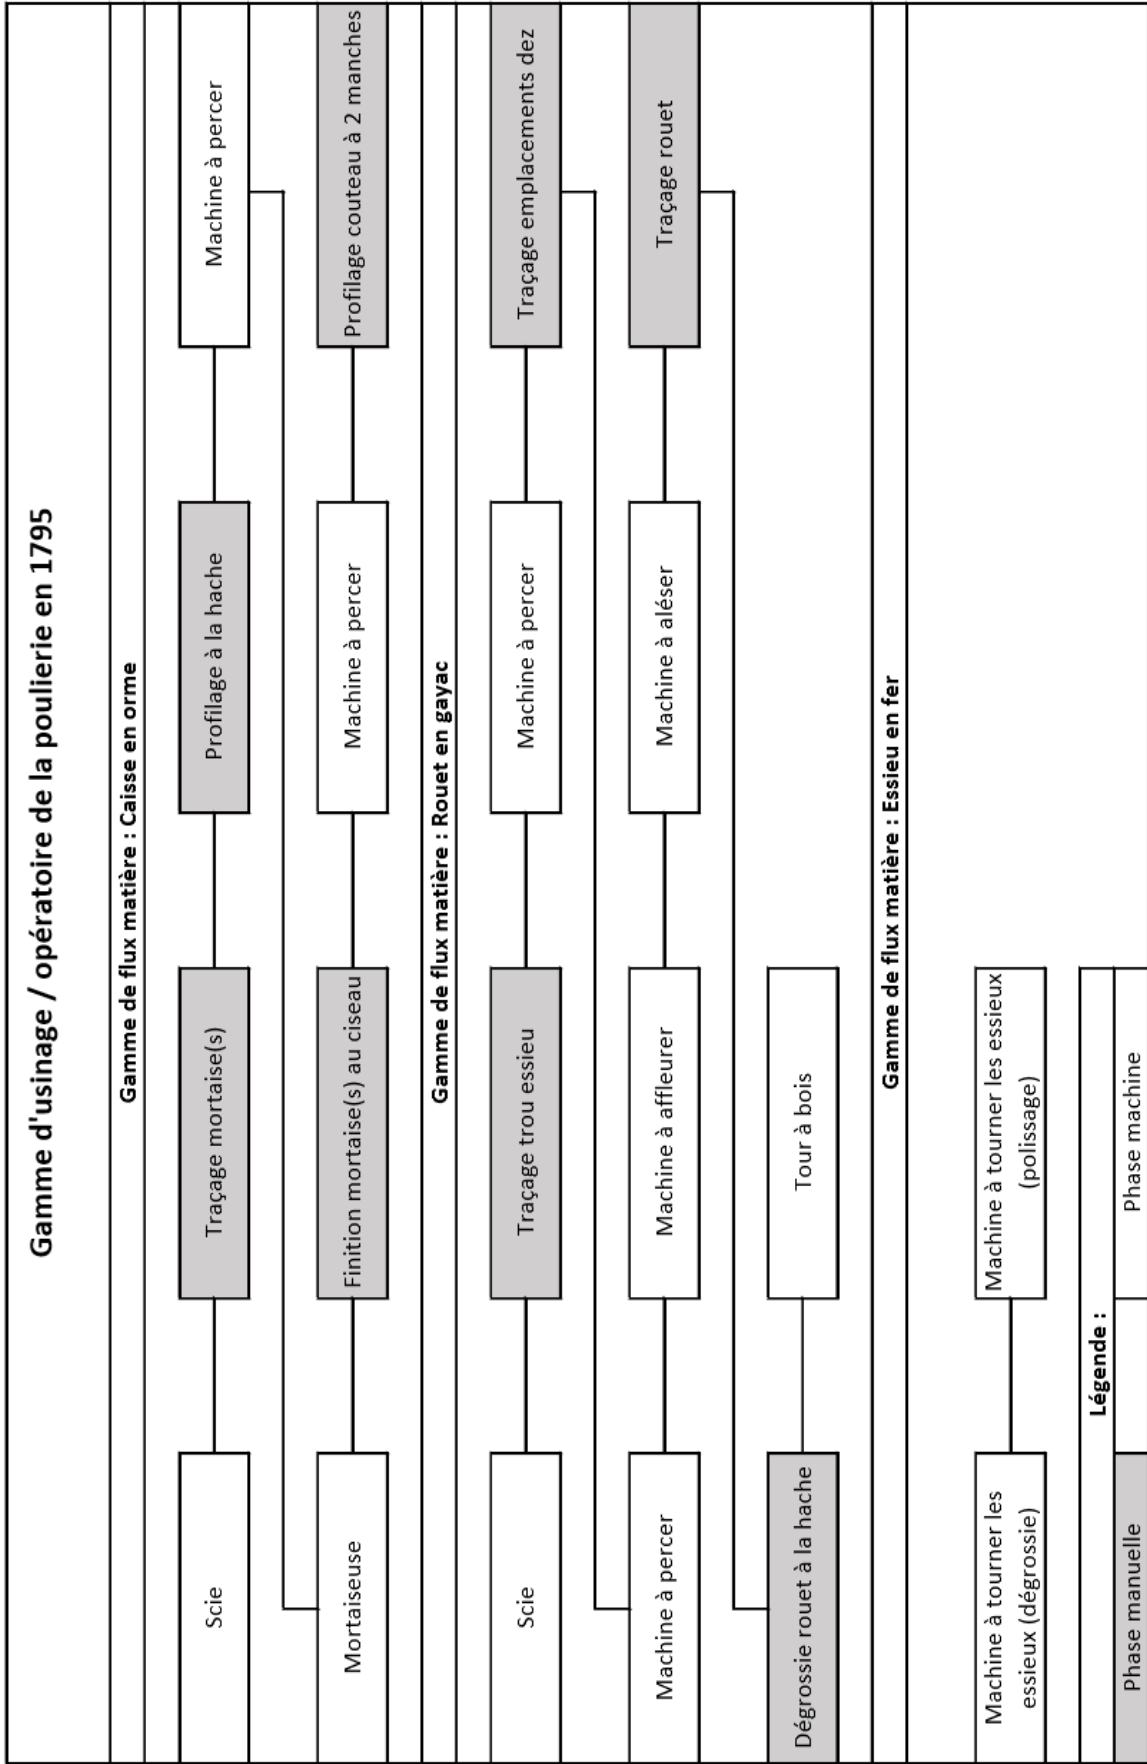 Gamme d'usinage / opératoire de la poulierie en 1795
Gamme de flux matière : Caisse en orme
Scie
Traçage mortaise(s)
Profilage à la hache
Machine à percer
Mortaiseuse
Finition mortaise(s) au ciseau
Machine à percer
Profilage couteau à 2 manches
Gamme de flux matière : Rouet en gayac
Scie
Traçage trou essieu
Machine à percer
Traçage emplacements dez
Machine à percer
Machine à affleurer
Machine à aléser
Traçage rouet
Dégrossie rouet à la hache
Tour à bois
Gamme de flux matière : Essieu en fer
Machine à tourner les
essieux (dégrossie)
Machine à tourner les essieux
(polissage)
Légende :
Phase manuelle
Phase machine